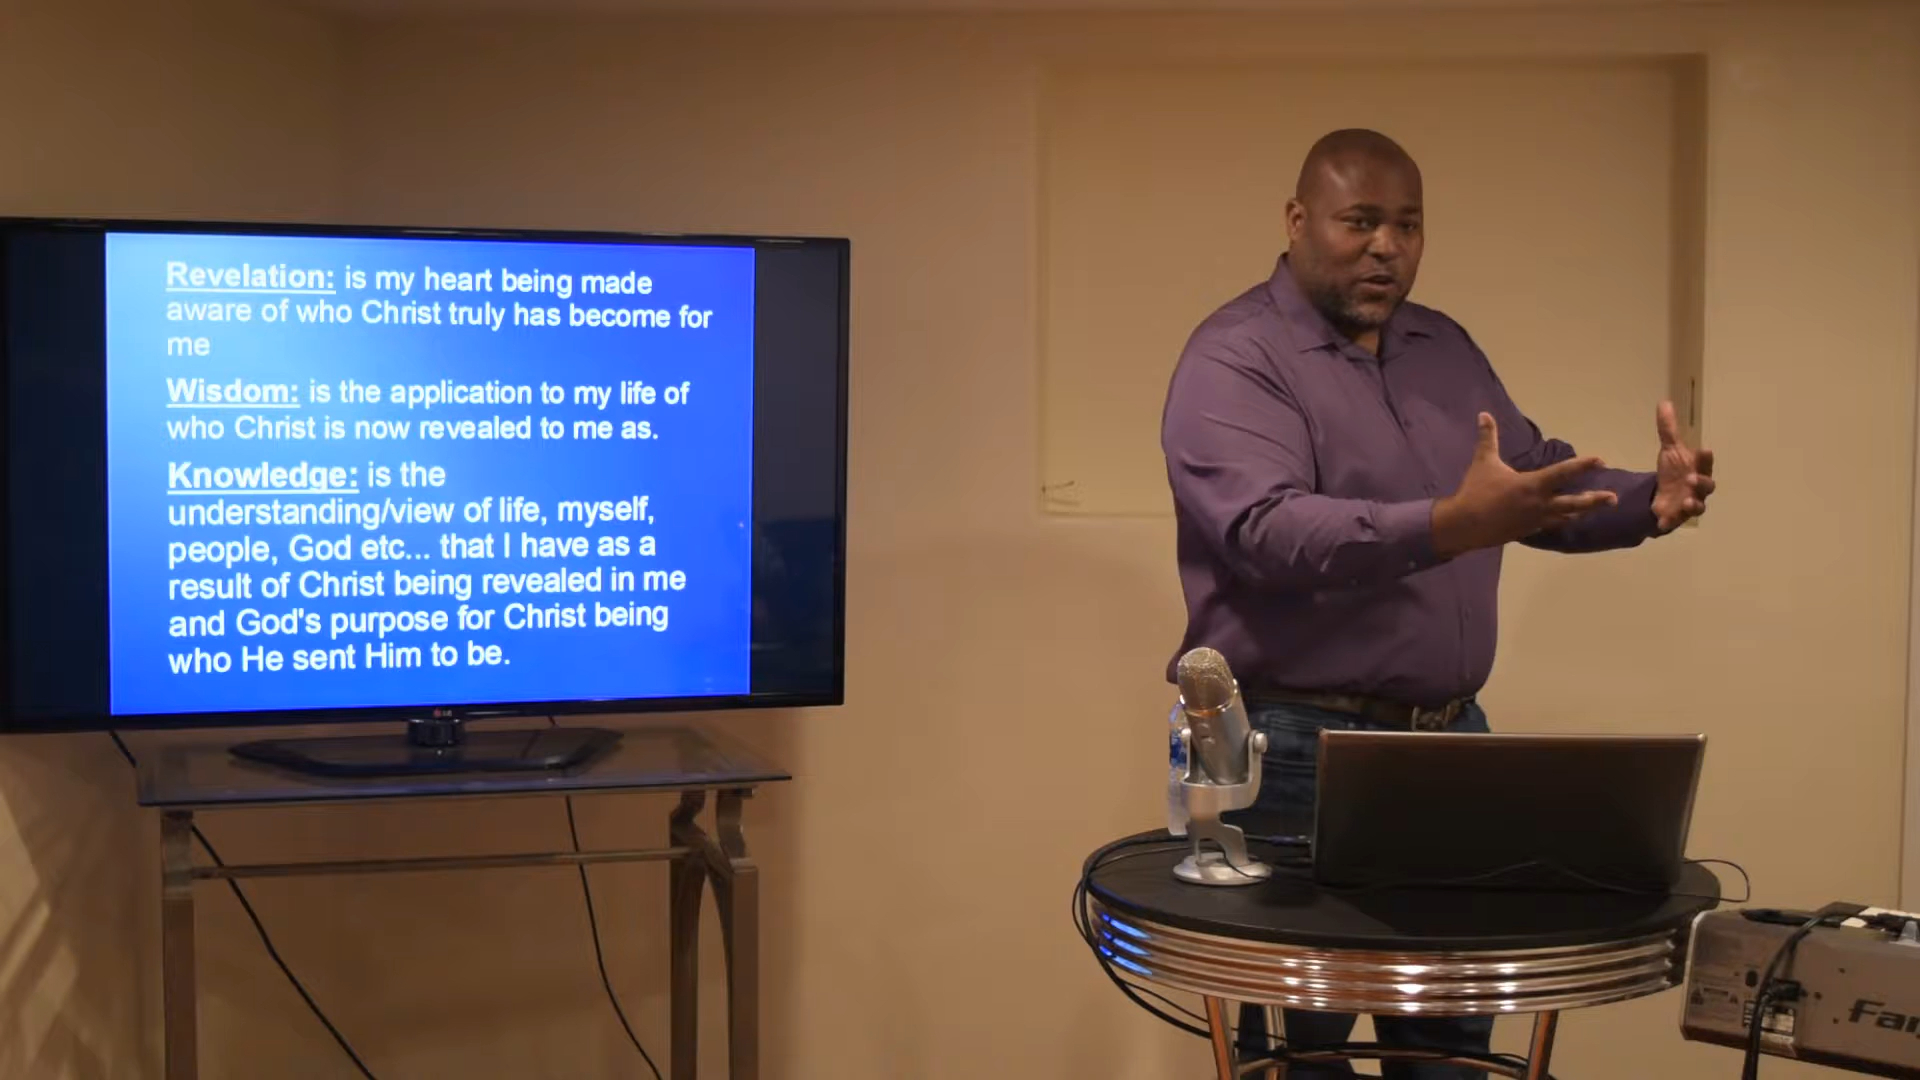 Revelation: is my heart being made
aware of who Christ truly has become for
me
Wisdom: is the application to my life of
who Christ is now revealed to me as.
Knowledge: is the
understanding/view of life, myself,
people, God etc... that I have as a
result of Christ being revealed in me
and God's purpose for Christ being
who He sent Him to be.
LG
Fan